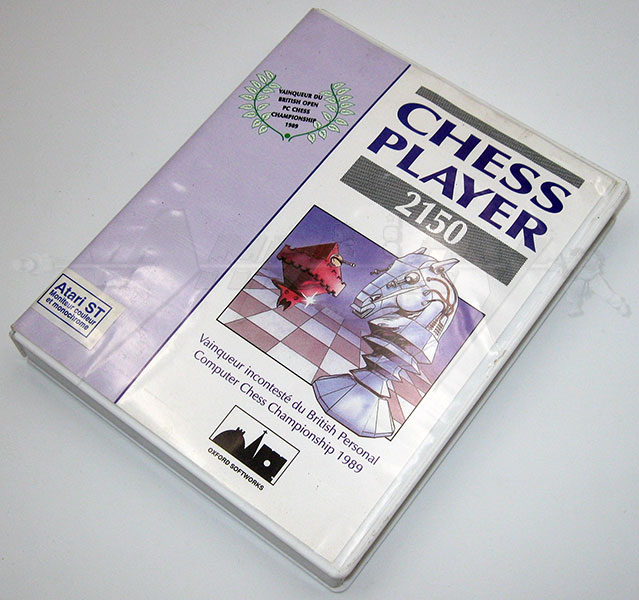 VAINQUEUR DU
BRITISH OPEN
PC CHESS
CHAMPIONSHIP
1989
CHESS
PLAYER
2150
Atari ST
Moniteur couleur
et monochrome
Vainqueur incontesté du British Personal
Computer Chess Championship 1989
OXFORD SOFTWORKS